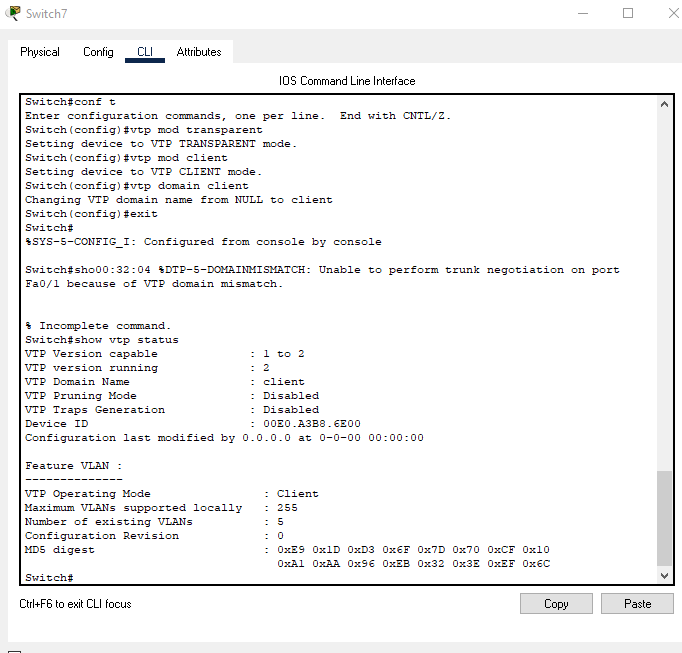 Switch7
Physical Config CLI Attributes
IOS Command Line Interface
Switch#conf t
Enter configuration commands, one per line.  End with CNTL/Z.
Switch(config)#vtp mod transparent
Setting device to VTP TRANSPARENT mode.
Switch(config)#vtp mod client
Setting device to VTP CLIENT mode.
Switch(config)#vtp domain client
Changing VTP domain name from NULL to client
Switch(config)#exit
Switch#
%SYS-5-CONFIG_I: Configured from console by console
Switch#sho00:32:04 %DTP-5-DOMAINMISMATCH: Unable to perform trunk negotiation on port
Fa0/1 because of VTP domain mismatch.
% Incomplete command.
Switch#show vtp status
VTP Version capable             : 1 to 2
VTP version running             : 2
VTP Domain Name                 : client
VTP Pruning Mode                : Disabled
VTP Traps Generation            : Disabled
Device ID                       : 00E0.A3B8.6E00
Configuration last modified by 0.0.0.0 at 0-0-00 00:00:00
Feature VLAN :
--------------
VTP Operating Mode                : Client
Maximum VLANs supported locally   : 255
Number of existing VLANs          : 5
Configuration Revision            : 0
MD5 digest                        : 0xE9 0x1D 0xD3 0x6F 0x7D 0x70 0xCF 0x10
                                    0xA1 0xAA 0x96 0xEB 0x32 0x3E 0xEF 0x6C
Switch#
Ctrl+F6 to exit CLI focus
Copy Paste